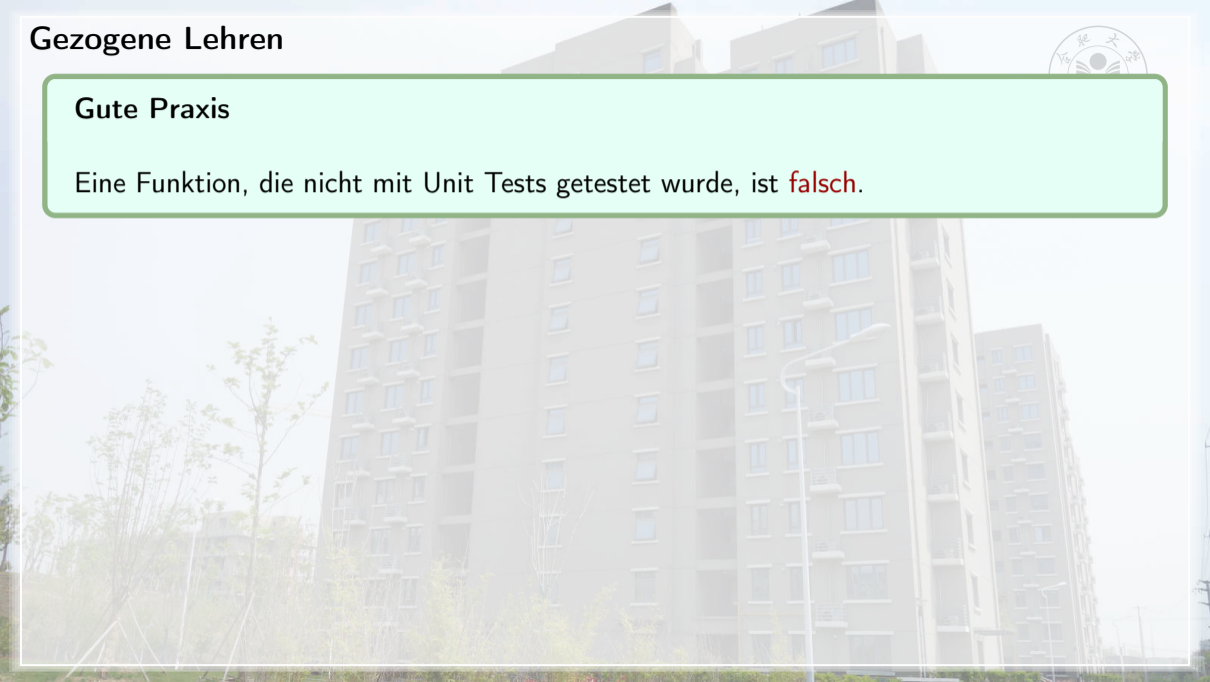 Gezogene Lehren
Gute Praxis
Eine Funktion, die nicht mit Unit Tests getestet wurde, ist falsch.